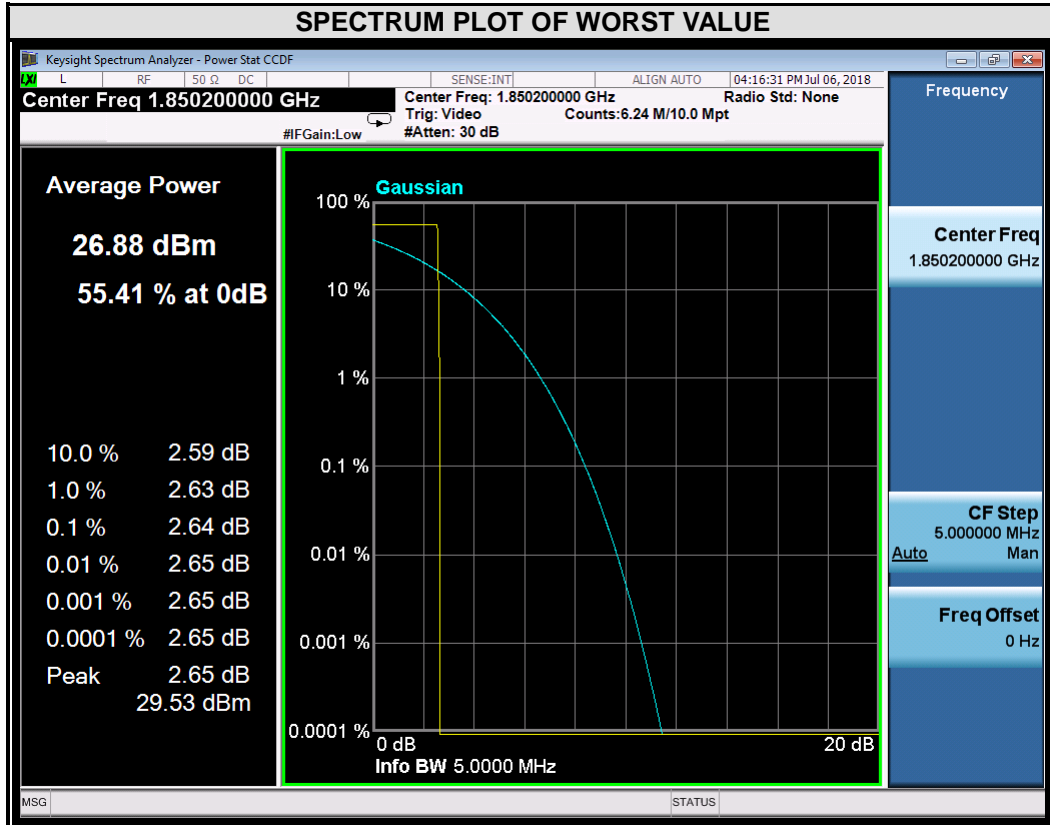 SPECTRUM PLOT OF WORST VALUE
Keysight Spectrum Analyzer - Power Stat CCDF
LXI L RF 50 Ω DC SENSE:INT ALIGN AUTO 04:16:31 PM Jul 06, 2018
Center Freq 1.850200000 GHz
Center Freq: 1.850200000 GHz Radio Std: None
Trig: Video Counts:6.24 M/10.0 Mpt
#IFGain:Low #Atten: 30 dB
Average Power
26.88 dBm
55.41 % at 0dB
10.0 % 2.59 dB
1.0 % 2.63 dB
0.1 % 2.64 dB
0.01 % 2.65 dB
0.001 % 2.65 dB
0.0001 % 2.65 dB
Peak 2.65 dB
29.53 dBm
Gaussian
100 %
10 %
1 %
0.1 %
0.01 %
0.001 %
0.0001 %
0 dB 20 dB
Info BW 5.0000 MHz
Frequency
Center Freq
1.850200000 GHz
CF Step
5.000000 MHz
Auto Man
Freq Offset
0 Hz
MSG STATUS